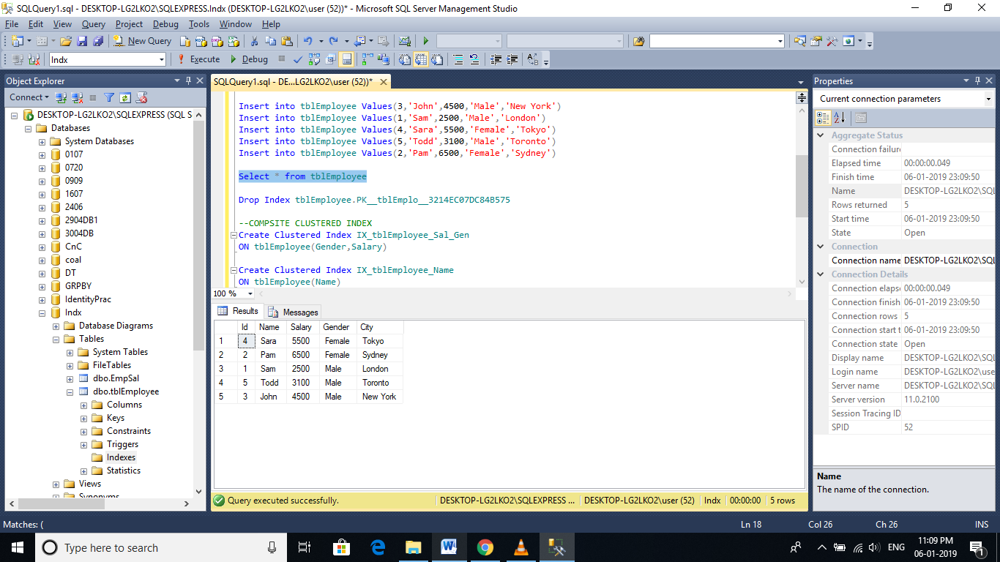 SQLQuery1.sql - DESKTOP-LG2LKO2\SQLEXPRESS.Indx (DESKTOP-LG2LKO2\user (52))* - Microsoft SQL Server Management Studio
File Edit View Query Project Debug Tools Window Help
New Query
Indx Execute Debug
Object Explorer
Connect
DESKTOP-LG2LKO2\SQLEXPRESS (SQL S
Databases
System Databases
0107
0720
0909
1607
2406
2904DB1
3004DB
CnC
coal
DT
GRPBY
IdentityPrac
Indx
Database Diagrams
Tables
System Tables
FileTables
dbo.EmpSal
dbo.tblEmployee
Columns
Keys
Constraints
Triggers
Indexes
Statistics
Views
Synonyms
SQLQuery1.sql - DE...LG2LKO2\user (52))*
Insert into tblEmployee Values(3,'John',4500,'Male','New York')
Insert into tblEmployee Values(1,'Sam',2500,'Male','London')
Insert into tblEmployee Values(4,'Sara',5500,'Female','Tokyo')
Insert into tblEmployee Values(5,'Todd',3100,'Male','Toronto')
Insert into tblEmployee Values(2,'Pam',6500,'Female','Sydney')
Select * from tblEmployee
Drop Index tblEmployee.PK__tblEmplo__3214EC07DC84B575
--COMPSITE CLUSTERED INDEX
Create Clustered Index IX_tblEmployee_Sal_Gen
ON tblEmployee(Gender,Salary)
Create Clustered Index IX_tblEmployee_Name
ON tblEmployee(Name)
100 %
Results Messages
Id Name Salary Gender City
1 4 Sara 5500 Female Tokyo
2 2 Pam 6500 Female Sydney
3 1 Sam 2500 Male London
4 5 Todd 3100 Male Toronto
5 3 John 4500 Male New York
Query executed successfully. DESKTOP-LG2LKO2\SQLEXPRESS ... DESKTOP-LG2LKO2\user (52) Indx 00:00:00 5 rows
Properties
Current connection parameters
Aggregate Status
Connection failure
Elapsed time 00:00:00.049
Finish time 06-01-2019 23:09:50
Name DESKTOP-LG2LKO2\SQL
Rows returned 5
Start time 06-01-2019 23:09:50
State Open
Connection
Connection name DESKTOP-LG2LKO2\SQL
Connection Details
Connection elaps 00:00:00.049
Connection finish 06-01-2019 23:09:50
Connection rows 5
Connection start t 06-01-2019 23:09:50
Connection state Open
Display name DESKTOP-LG2LKO2\SQL
Login name DESKTOP-LG2LKO2\use
Server name DESKTOP-LG2LKO2\SQL
Server version 11.0.2100
Session Tracing ID
SPID 52
Name
The name of the connection.
Matches: ( Ln 18 Col 26 Ch 26 INS
Type here to search
ENG
11:09 PM
06-01-2019
1